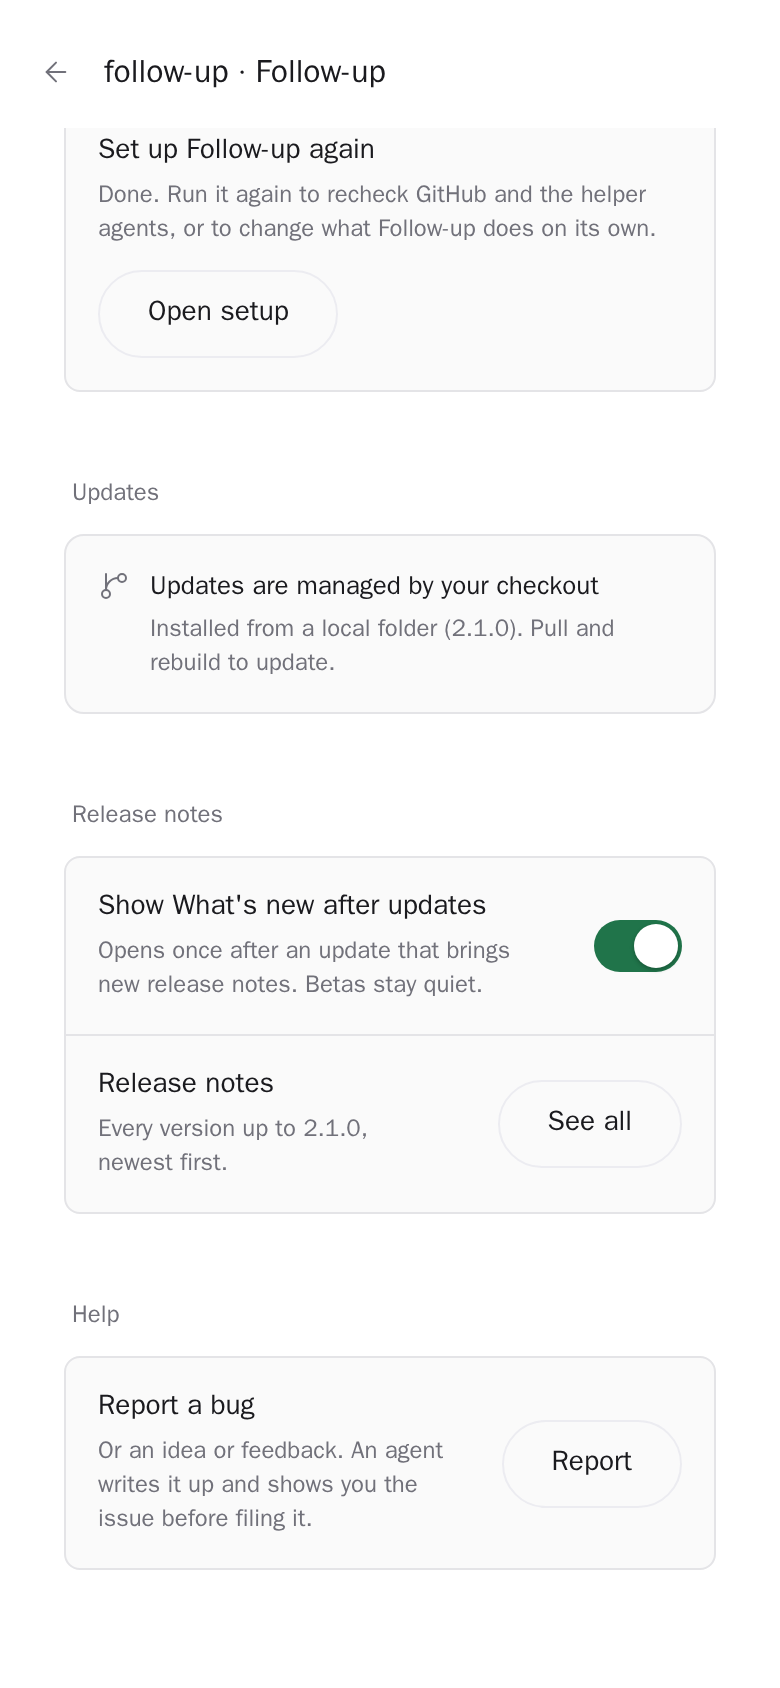 follow-up · Follow-up
Set up Follow-up again
Done. Run it again to recheck GitHub and the helper
agents, or to change what Follow-up does on its own.
Open setup
Updates
Updates are managed by your checkout
Installed from a local folder (2.1.0). Pull and
rebuild to update.
Release notes
Show What's new after updates
Opens once after an update that brings
new release notes. Betas stay quiet.
Release notes
Every version up to 2.1.0,
newest first.
See all
Help
Report a bug
Or an idea or feedback. An agent
writes it up and shows you the
issue before filing it.
Report